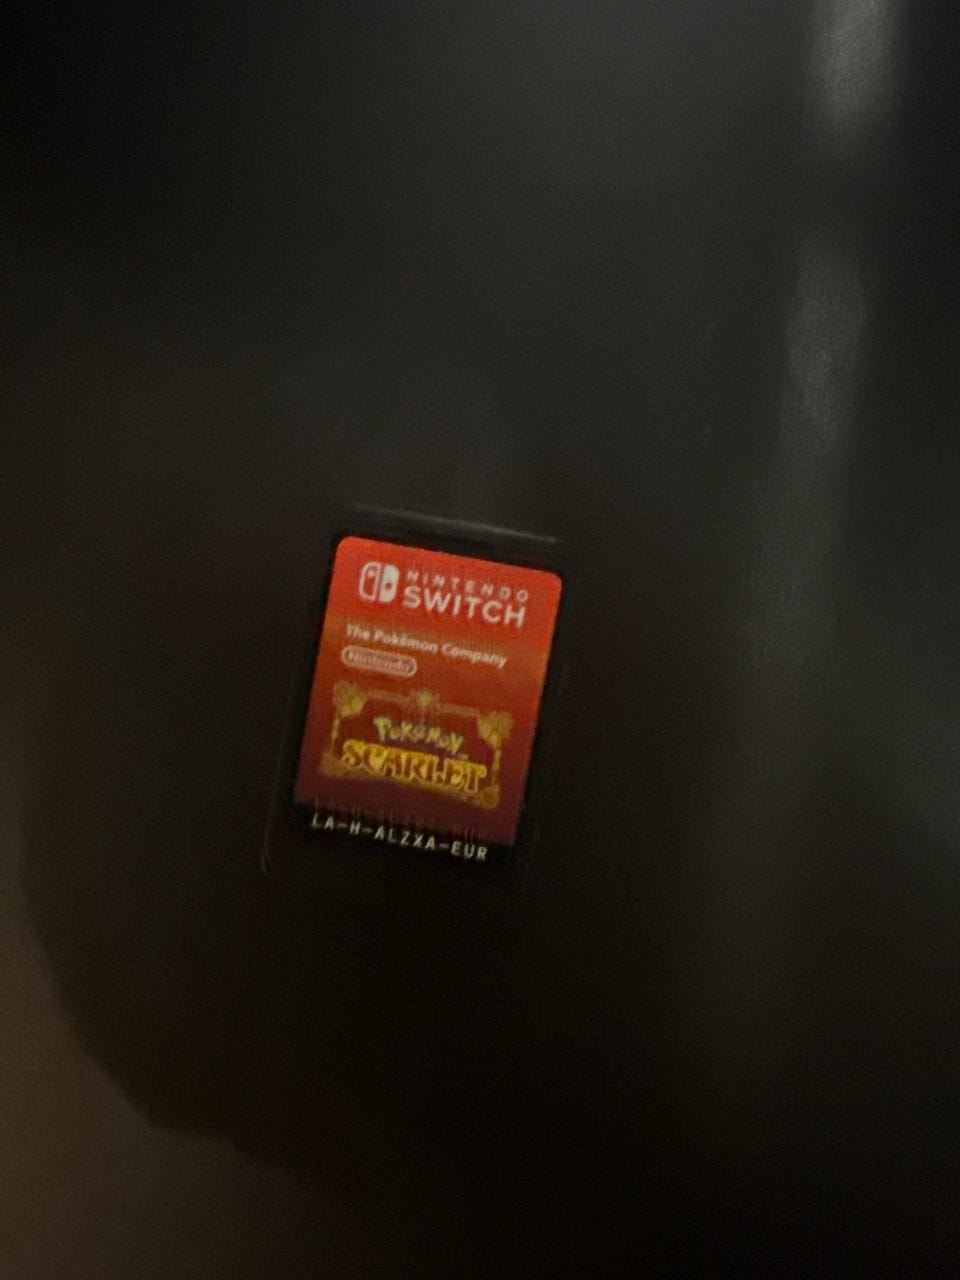 NINTENDO
SWITCH
The Pokémon Company
Nintendo
POKÉMON
SCARLET
LA-H-ALZXA-EUR